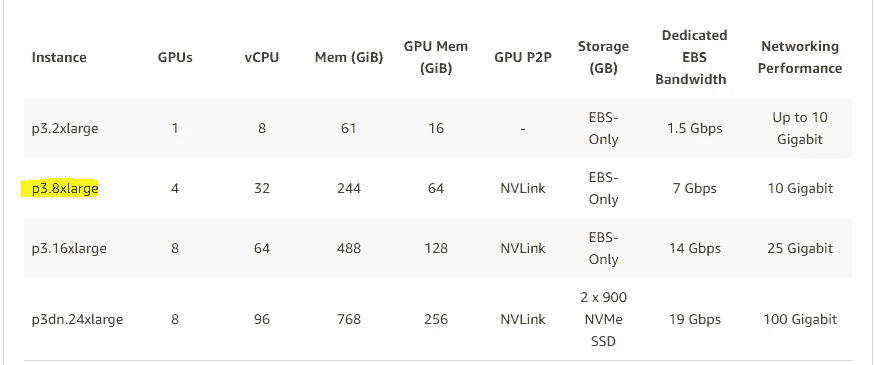 Instance GPUs vCPU Mem (GiB) GPU Mem (GiB) GPU P2P Storage (GB) Dedicated EBS Bandwidth Networking Performance
p3.2xlarge 1 8 61 16 - EBS-Only 1.5 Gbps Up to 10 Gigabit
p3.8xlarge 4 32 244 64 NVLink EBS-Only 7 Gbps 10 Gigabit
p3.16xlarge 8 64 488 128 NVLink EBS-Only 14 Gbps 25 Gigabit
p3dn.24xlarge 8 96 768 256 NVLink 2 x 900 NVMe SSD 19 Gbps 100 Gigabit